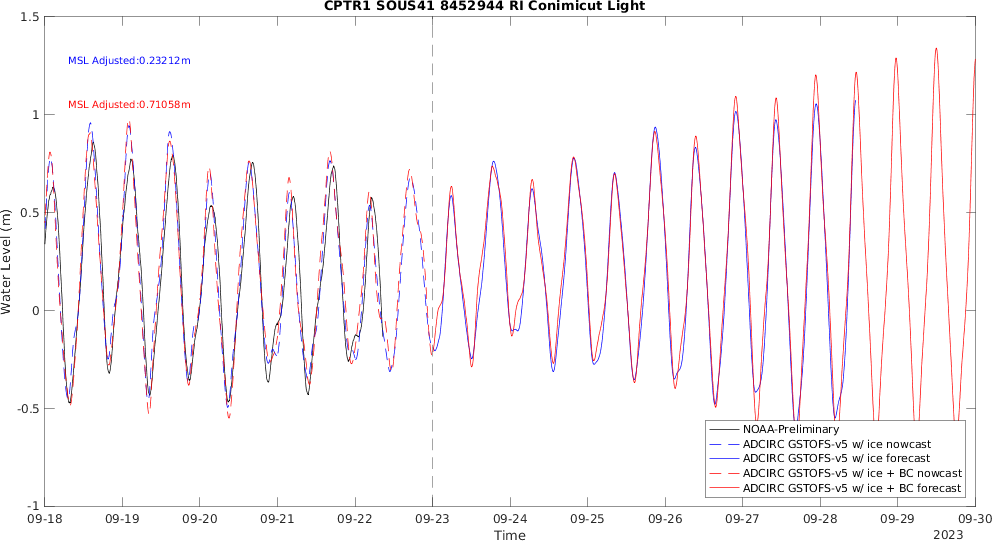 CPTR1 SOUS41 8452944 RI Conimicut Light
1.5
MSL Adjusted:0.23212m
MSL Adjusted:0.71058m
1
0.5
0
-0.5
-1
Water Level (m)
NOAA-Preliminary
ADCIRC GSTOFS-v5 w/ ice nowcast
ADCIRC GSTOFS-v5 w/ ice forecast
ADCIRC GSTOFS-v5 w/ ice + BC nowcast
ADCIRC GSTOFS-v5 w/ ice + BC forecast
09-18 09-19 09-20 09-21 09-22 09-23 09-24 09-25 09-26 09-27 09-28 09-29 09-30
Time
2023